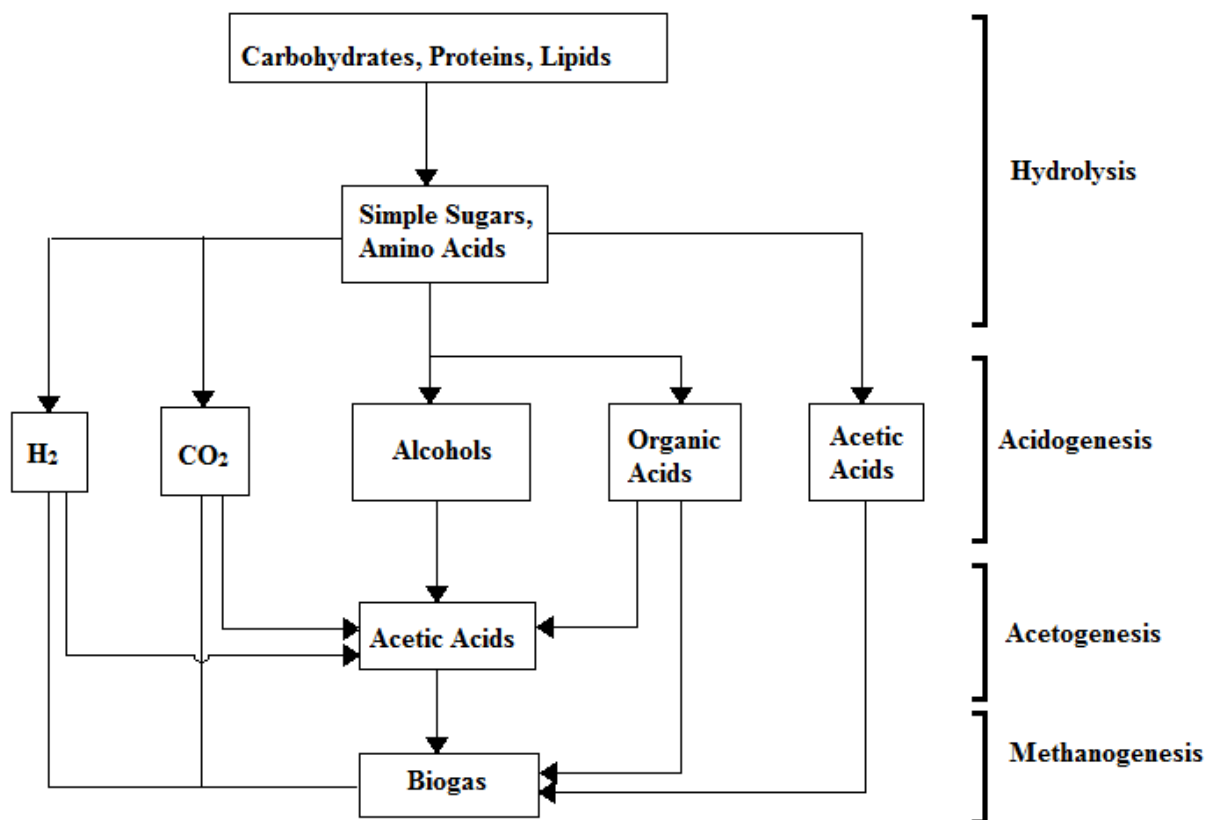 Carbohydrates, Proteins, Lipids
Hydrolysis
Simple Sugars,
Amino Acids
H₂
CO₂
Alcohols
Organic
Acids
Acetic
Acids
Acidogenesis
Acetic Acids
Acetogenesis
Biogas
Methanogenesis